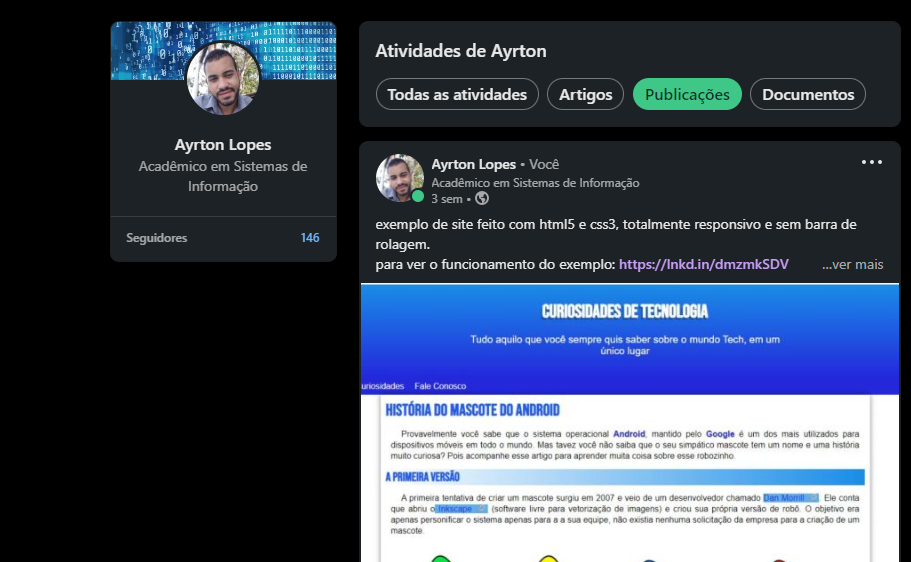 Ayrton Lopes
Acadêmico em Sistemas de
Informação
Seguidores 146
Atividades de Ayrton
Todas as atividades Artigos Publicações Documentos
Ayrton Lopes • Você
Acadêmico em Sistemas de Informação
3 sem •
exemplo de site feito com html5 e css3, totalmente responsivo e sem barra de
rolagem.
para ver o funcionamento do exemplo: https://lnkd.in/dmzmkSDV ...ver mais
CURIOSIDADES DE TECNOLOGIA
Tudo aquilo que você sempre quis saber sobre o mundo Tech, em um
único lugar
uriosidades Fale Conosco
HISTÓRIA DO MASCOTE DO ANDROID
Provavelmente você sabe que o sistema operacional Android, mantido pelo Google é um dos mais utilizados para
dispositivos móveis em todo o mundo. Mas tavez você não saiba que o seu simpático mascote tem um nome e uma história
muito curiosa? Pois acompanhe esse artigo para aprender muita coisa sobre esse robozinho.
A PRIMEIRA VERSÃO
A primeira tentativa de criar um mascote surgiu em 2007 e veio de um desenvolvedor chamado Dan Morrill. Ele conta
que abriu o Inkscape (software livre para vetorização de imagens) e criou sua própria versão de robô. O objetivo era
apenas personificar o sistema apenas para a a sua equipe, não existia nenhuma solicitação da empresa para a criação de um
mascote.